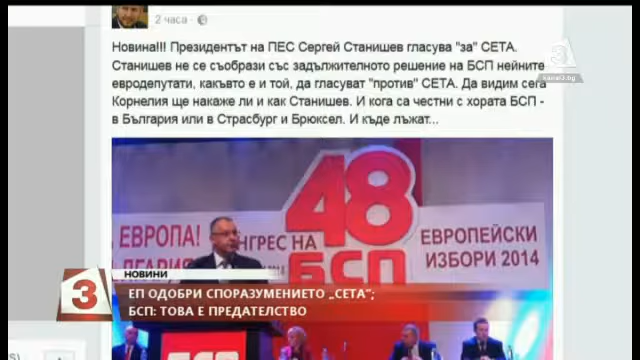 2 часа
Новина!!! Президентът на ПЕС Сергей Станишев гласува "за" СЕТА.
Станишев не се съобрази със задължителното решение на БСП нейните
евродепутати, какъвто е и той, да гласуват "против" СЕТА. Да видим сега
Корнелия ще накаже ли и как Станишев. И кога са честни с хората БСП -
в България или в Страсбург и Брюксел. И къде лъжат...
3
kanal3.bg
48
ЕВРОПА!
НГРЕС НА
БСП
ЕВРОПЕЙСКИ
ИЗБОРИ 2014
НОВИНИ
3
ЕП ОДОБРИ СПОРАЗУМЕНИЕТО „СЕТА";
БСП: ТОВА Е ПРЕДАТЕЛСТВО